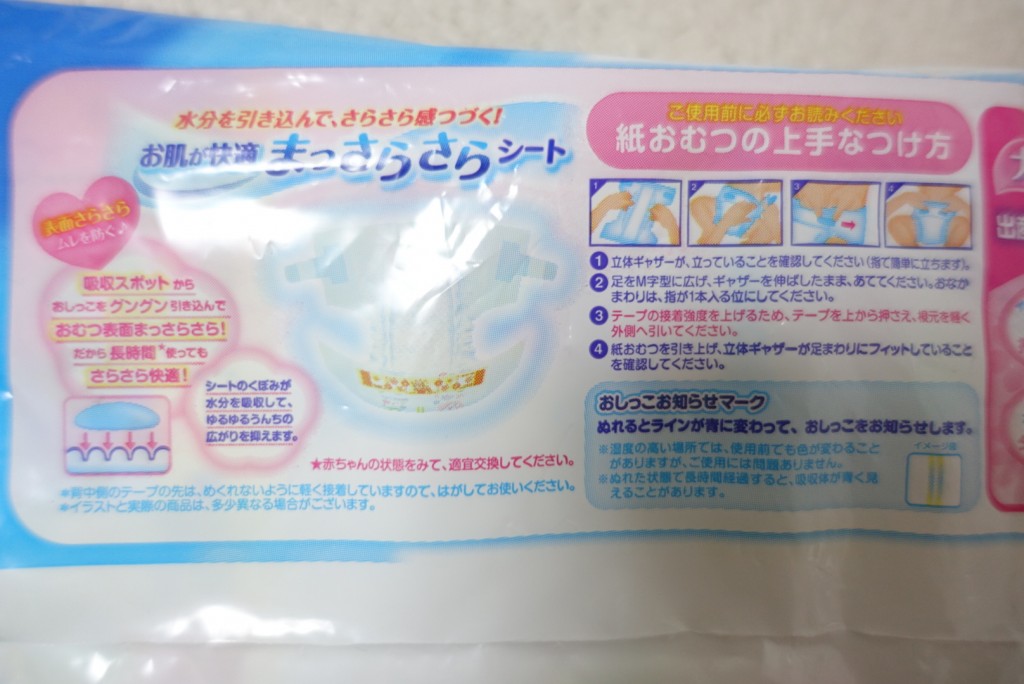 水分を引き込んで、さらさら感つづく!
お肌が快適 まっさらさらシート
表面さらさら
ムレを防ぐ♪
吸収スポットから
おしっこをグングン引き込んで
おむつ表面まっさらさら!
だから長時間*使っても
さらさら快適!
シートのくぼみが
水分を吸収して、
ゆるゆるうんちの
広がりを抑えます。
★赤ちゃんの状態をみて、適宜交換してください。
*背中側のテープの先は、めくれないように軽く接着していますので、はがしてお使いください。
*イラストと実際の商品は、多少異なる場合がございます。
ご使用前に必ずお読みください
紙おむつの上手なつけ方
1 2 3 4
1 立体ギャザーが、立っていることを確認してください(指で簡単に立ちます)。
2 足をM字型に広げ、ギャザーを伸ばしたまま、あててください。おなか
まわりは、指が1本入る位にしてください。
3 テープの接着強度を上げるため、テープを上から押さえ、根元を軽く
外側へ引いてください。
4 紙おむつを引き上げ、立体ギャザーが足まわりにフィットしていること
を確認してください。
おしっこお知らせマーク
ぬれるとラインが青に変わって、おしっこをお知らせします。
※湿度の高い場所では、使用前でも色が変わること
がありますが、ご使用には問題ありません。
※ぬれた状態で長時間経過すると、吸収体が青く見
えることがあります。
イメージ図
出